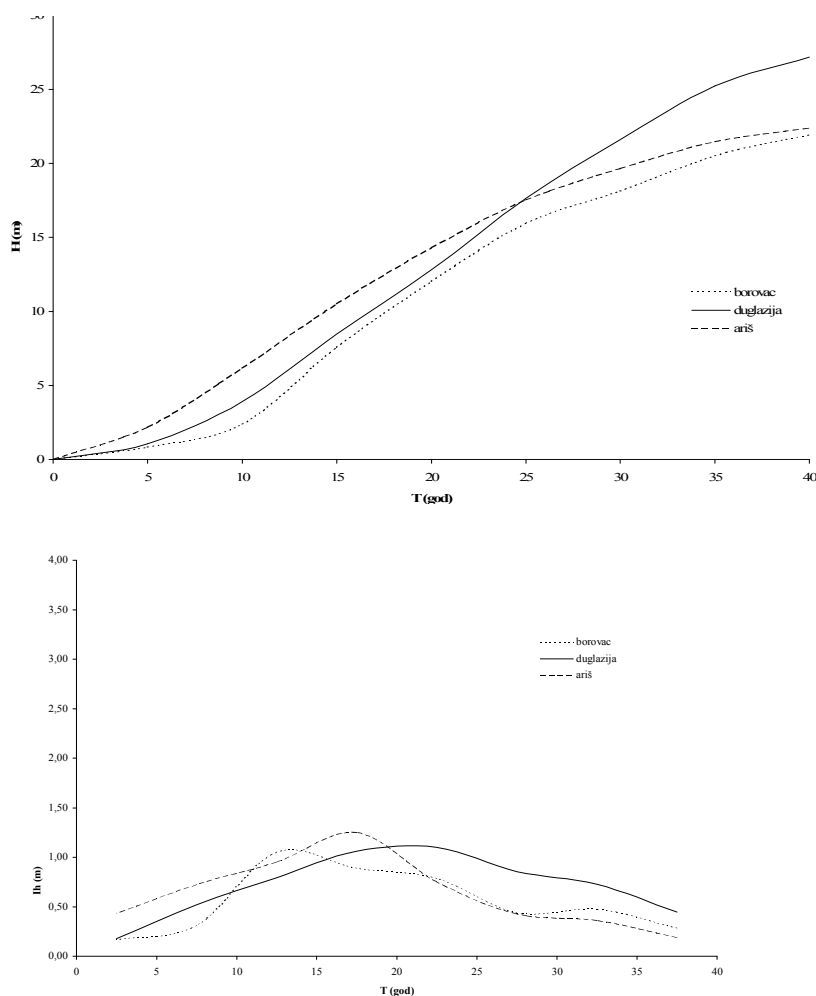 30
25
20
15
10
5
0
H (m)
borovac
duglazija
ariš
0 5 10 15 20 25 30 35 40
T (god)
4,00
3,50
3,00
2,50
2,00
1,50
1,00
0,50
0,00
Ih (m)
borovac
duglazija
ariš
0 5 10 15 20 25 30 35 40
T (god)